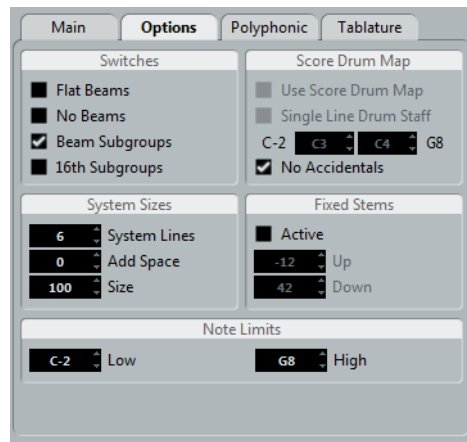 Main Options Polyphonic Tablature
Switches
Flat Beams
No Beams
Beam Subgroups
16th Subgroups
Score Drum Map
Use Score Drum Map
Single Line Drum Staff
C-2 C3 C4 G8
No Accidentals
System Sizes
6 System Lines
0 Add Space
100 Size
Fixed Stems
Active
-12 Up
42 Down
Note Limits
C-2 Low G8 High